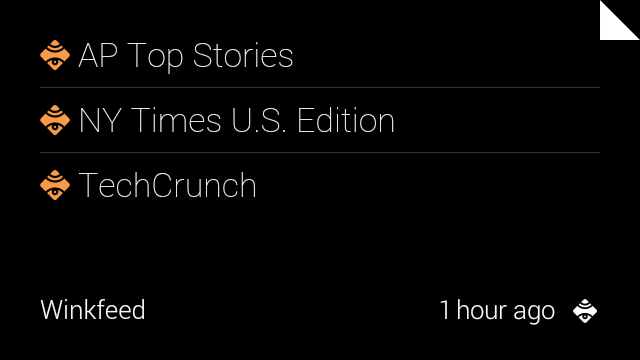 AP Top Stories
NY Times U.S. Edition
TechCrunch
Winkfeed 1 hour ago